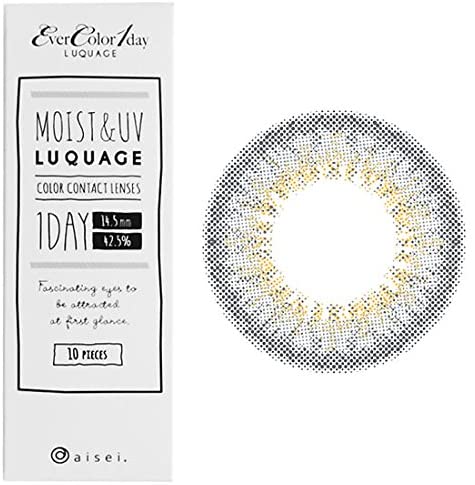 EverColor1day
LUQUAGE
MOIST&UV
LUQUAGE
COLOR CONTACT LENSES
1DAY
14.5mm
42.5%
Fascinating eyes to
be attracted
at first glance.
10 PIECES
aisei.